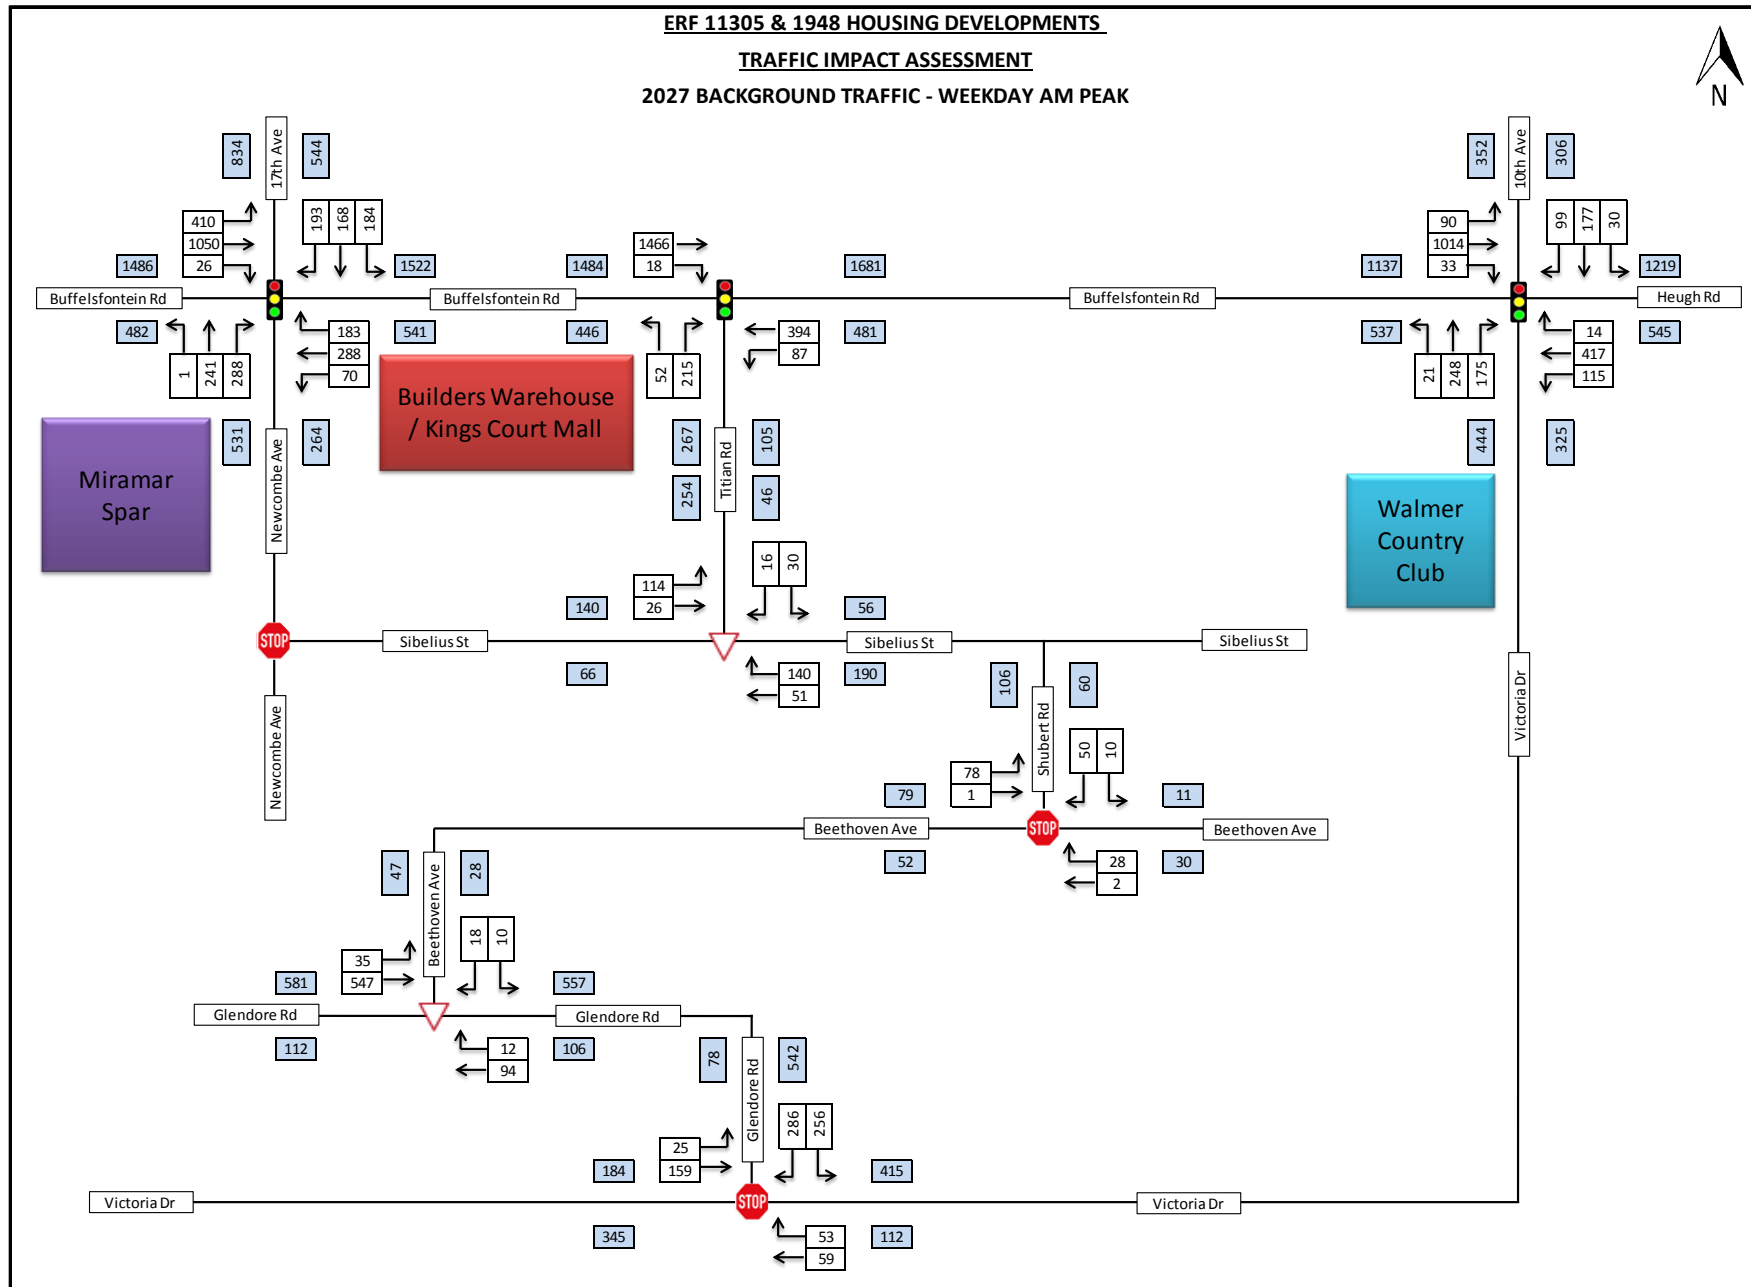 ERF 11305 & 1948 HOUSING DEVELOPMENTS
TRAFFIC IMPACT ASSESSMENT
2027 BACKGROUND TRAFFIC - WEEKDAY AM PEAK
N
834
17th Ave
544
352
10th Ave
306
410
1050
26
193
168
184
1466
18
90
1014
33
99
177
30
1486
1522
1484
1681
1137
1219
Buffelsfontein Rd
Buffelsfontein Rd
Buffelsfontein Rd
Heugh Rd
482
541
446
481
537
545
1
241
288
183
288
70
52
215
394
87
21
248
175
14
417
115
Miramar
Spar
531
Newcombe Ave
264
Builders Warehouse
/ Kings Court Mall
267
105
Titian Rd
254
46
444
325
Walmer
Country
Club
114
26
16
30
140
56
STOP
Sibelius St
Sibelius St
Sibelius St
66
140
51
190
Newcombe Ave
106
Shubert Rd
60
Victoria Dr
78
1
50
10
79
11
Beethoven Ave
STOP
Beethoven Ave
52
28
2
30
47
Beethoven Ave
28
35
547
18
10
581
557
Glendore Rd
Glendore Rd
112
12
94
106
78
Glendore Rd
542
25
159
286
256
184
415
Victoria Dr
STOP
Victoria Dr
345
53
59
112